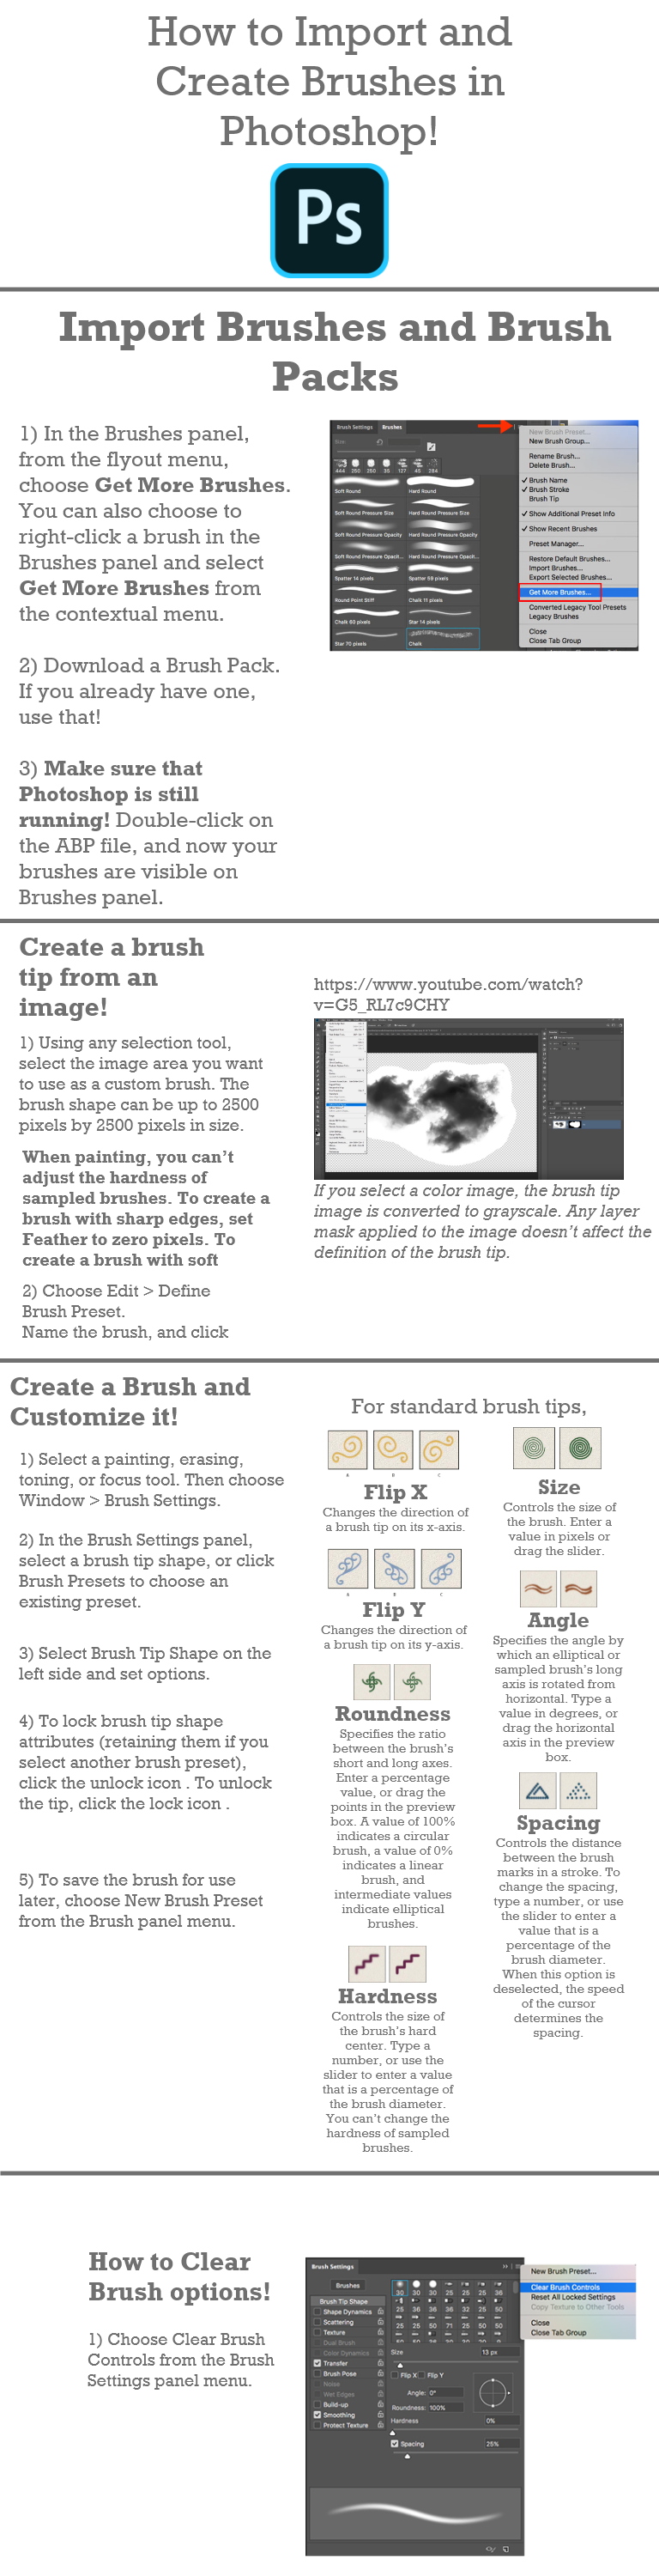 How to Import and
Create Brushes in
Photoshop!
Ps
Import Brushes and Brush
Packs
1) In the Brushes panel,
from the flyout menu,
choose Get More Brushes.
You can also choose to
right-click a brush in the
Brushes panel and select
Get More Brushes from
the contextual menu.
2) Download a Brush Pack.
If you already have one,
use that!
3) Make sure that
Photoshop is still
running! Double-click on
the ABP file, and now your
brushes are visible on
Brushes panel.
Brush Settings
Brushes
Size:
444 250 250 35 127 45 284
Soft Round
Hard Round
Soft Round Pressure Size
Hard Round Pressure Size
Soft Round Pressure Opacity
Hard Round Pressure Opacity
Soft Round Pressure Opacit...
Hard Round Pressure Opacit...
Spatter 14 pixels
Spatter 59 pixels
Round Point Stiff
Chalk 11 pixels
Chalk 60 pixels
Star 14 pixels
Star 70 pixels
Chalk
New Brush Preset...
New Brush Group...
Rename Brush...
Delete Brush...
Brush Name
Brush Stroke
Brush Tip
Show Additional Preset Info
Show Recent Brushes
Preset Manager...
Restore Default Brushes...
Import Brushes...
Export Selected Brushes...
Get More Brushes...
Converted Legacy Tool Presets
Legacy Brushes
Close
Close Tab Group
Create a brush
tip from an
image!
1) Using any selection tool,
select the image area you want
to use as a custom brush. The
brush shape can be up to 2500
pixels by 2500 pixels in size.
When painting, you can’t
adjust the hardness of
sampled brushes. To create a
brush with sharp edges, set
Feather to zero pixels. To
create a brush with soft
2) Choose Edit > Define
Brush Preset.
Name the brush, and click
https://www.youtube.com/watch?
v=G5_RL7c9CHY
If you select a color image, the brush tip
image is converted to grayscale. Any layer
mask applied to the image doesn’t affect the
definition of the brush tip.
Create a Brush and
Customize it!
1) Select a painting, erasing,
toning, or focus tool. Then choose
Window > Brush Settings.
2) In the Brush Settings panel,
select a brush tip shape, or click
Brush Presets to choose an
existing preset.
3) Select Brush Tip Shape on the
left side and set options.
4) To lock brush tip shape
attributes (retaining them if you
select another brush preset),
click the unlock icon . To unlock
the tip, click the lock icon .
5) To save the brush for use
later, choose New Brush Preset
from the Brush panel menu.
For standard brush tips,
A B C
Flip X
Changes the direction of
a brush tip on its x-axis.
A B C
Flip Y
Changes the direction of
a brush tip on its y-axis.
Roundness
Specifies the ratio
between the brush’s
short and long axes.
Enter a percentage
value, or drag the
points in the preview
box. A value of 100%
indicates a circular
brush, a value of 0%
indicates a linear
brush, and
intermediate values
indicate elliptical
brushes.
Hardness
Controls the size of
the brush’s hard
center. Type a
number, or use the
slider to enter a value
that is a percentage of
the brush diameter.
You can’t change the
hardness of sampled
brushes.
Size
Controls the size of
the brush. Enter a
value in pixels or
drag the slider.
Angle
Specifies the angle by
which an elliptical or
sampled brush’s long
axis is rotated from
horizontal. Type a
value in degrees, or
drag the horizontal
axis in the preview
box.
Spacing
Controls the distance
between the brush
marks in a stroke. To
change the spacing,
type a number, or use
the slider to enter a
value that is a
percentage of the
brush diameter.
When this option is
deselected, the speed
of the cursor
determines the
spacing.
How to Clear
Brush options!
1) Choose Clear Brush
Controls from the Brush
Settings panel menu.
Brush Settings
Brushes
Brush Tip Shape
Shape Dynamics
Scattering
Texture
Dual Brush
Color Dynamics
Transfer
Brush Pose
Noise
Wet Edges
Build-up
Smoothing
Protect Texture
30 30 30 25 25 25 36
25 36 36 36 32 25 50
25 25 50 71 25 50 50
Size
13 px
Flip X
Flip Y
Angle: 0°
Roundness: 100%
Hardness
0%
Spacing
25%
New Brush Preset...
Clear Brush Controls
Reset All Locked Settings
Copy Texture to Other Tools
Close
Close Tab Group